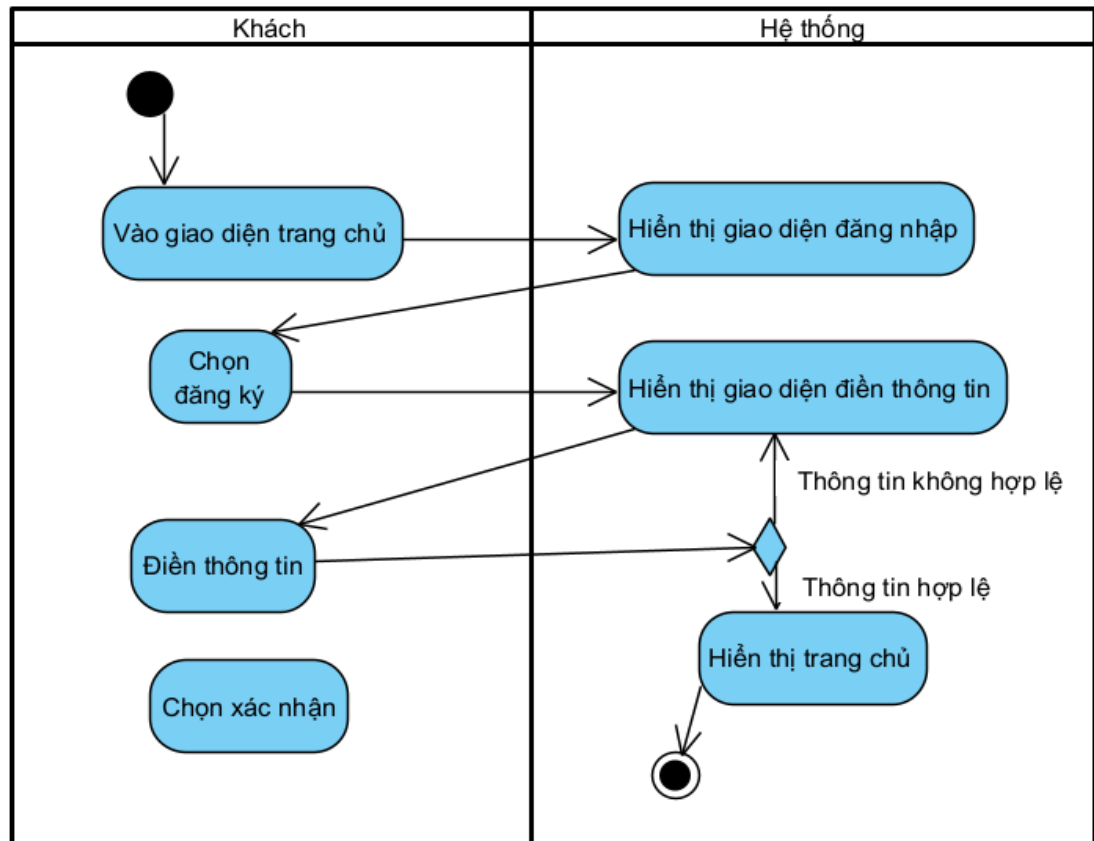 Khách
Hệ thống
Vào giao diện trang chủ
Hiển thị giao diện đăng nhập
Chọn
đăng ký
Hiển thị giao diện điền thông tin
Thông tin không hợp lệ
Điền thông tin
Thông tin hợp lệ
Hiển thị trang chủ
Chọn xác nhận